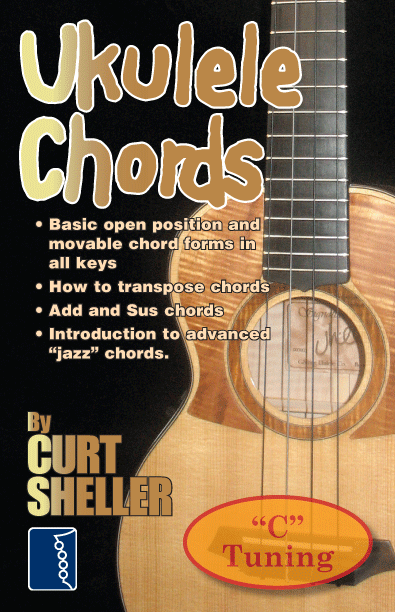 Ukulele
Chords
• Basic open position and
movable chord forms in
all keys
• How to transpose chords
• Add and Sus chords
• Introduction to advanced
“jazz” chords.
By
CURT
SHELLER
“C”
Tuning